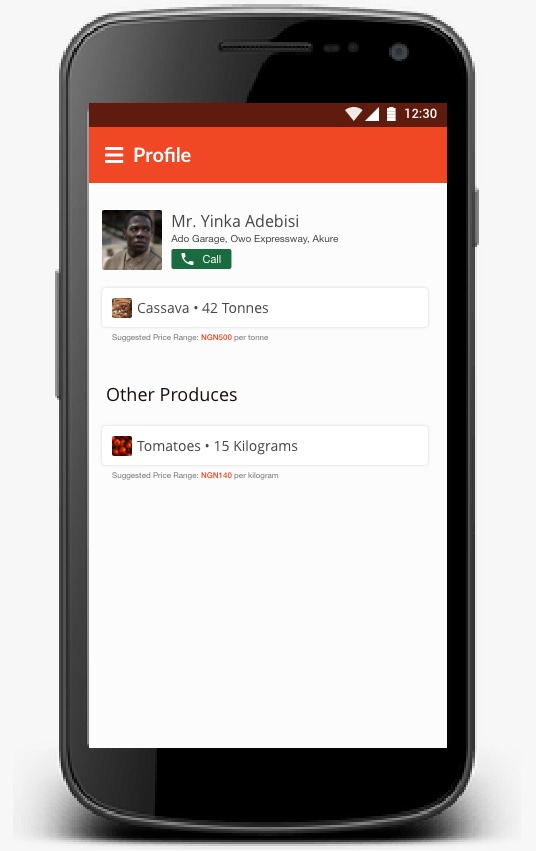 12:30
Profile
Mr. Yinka Adebisi
Ado Garage, Owo Expressway, Akure
Call
Cassava • 42 Tonnes
Suggested Price Range: NGN500 per tonne
Other Produces
Tomatoes • 15 Kilograms
Suggested Price Range: NGN140 per kilogram